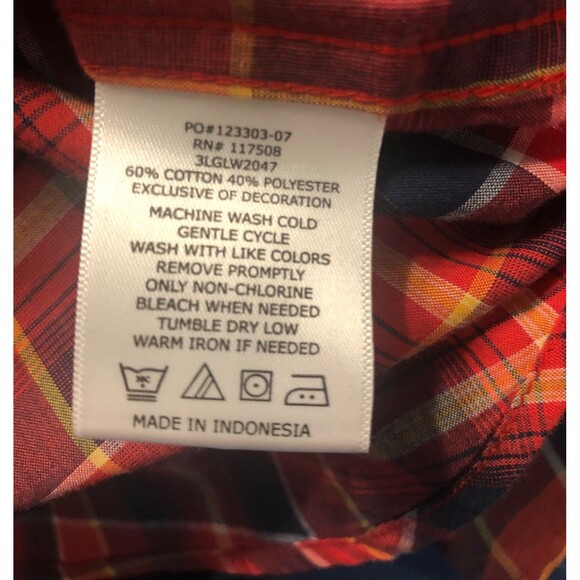 PO#123303-07
RN# 117508
3LGLW2047
60% COTTON 40% POLYESTER
EXCLUSIVE OF DECORATION
MACHINE WASH COLD
GENTLE CYCLE
WASH WITH LIKE COLORS
REMOVE PROMPTLY
ONLY NON-CHLORINE
BLEACH WHEN NEEDED
TUMBLE DRY LOW
WARM IRON IF NEEDED
MADE IN INDONESIA